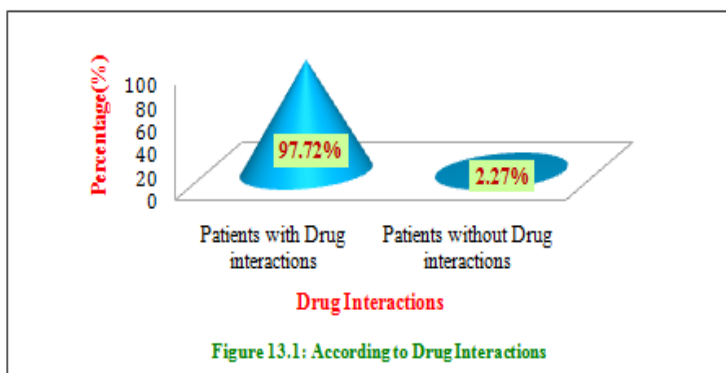 Percentage(%)
100
80
60
40
20
0
97.72%
2.27%
Patients with Drug
interactions
Patients without Drug
interactions
Drug Interactions
Figure 13.1: According to Drug Interactions